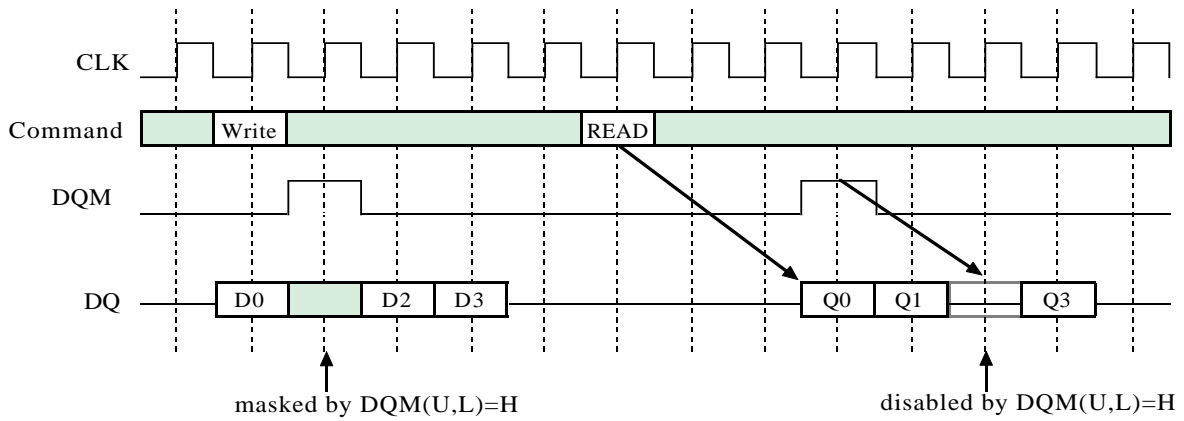 CLK
Command
Write
READ
DQM
DQ
D0
D2
D3
Q0
Q1
Q3
masked by DQM(U,L)=H
disabled by DQM(U,L)=H